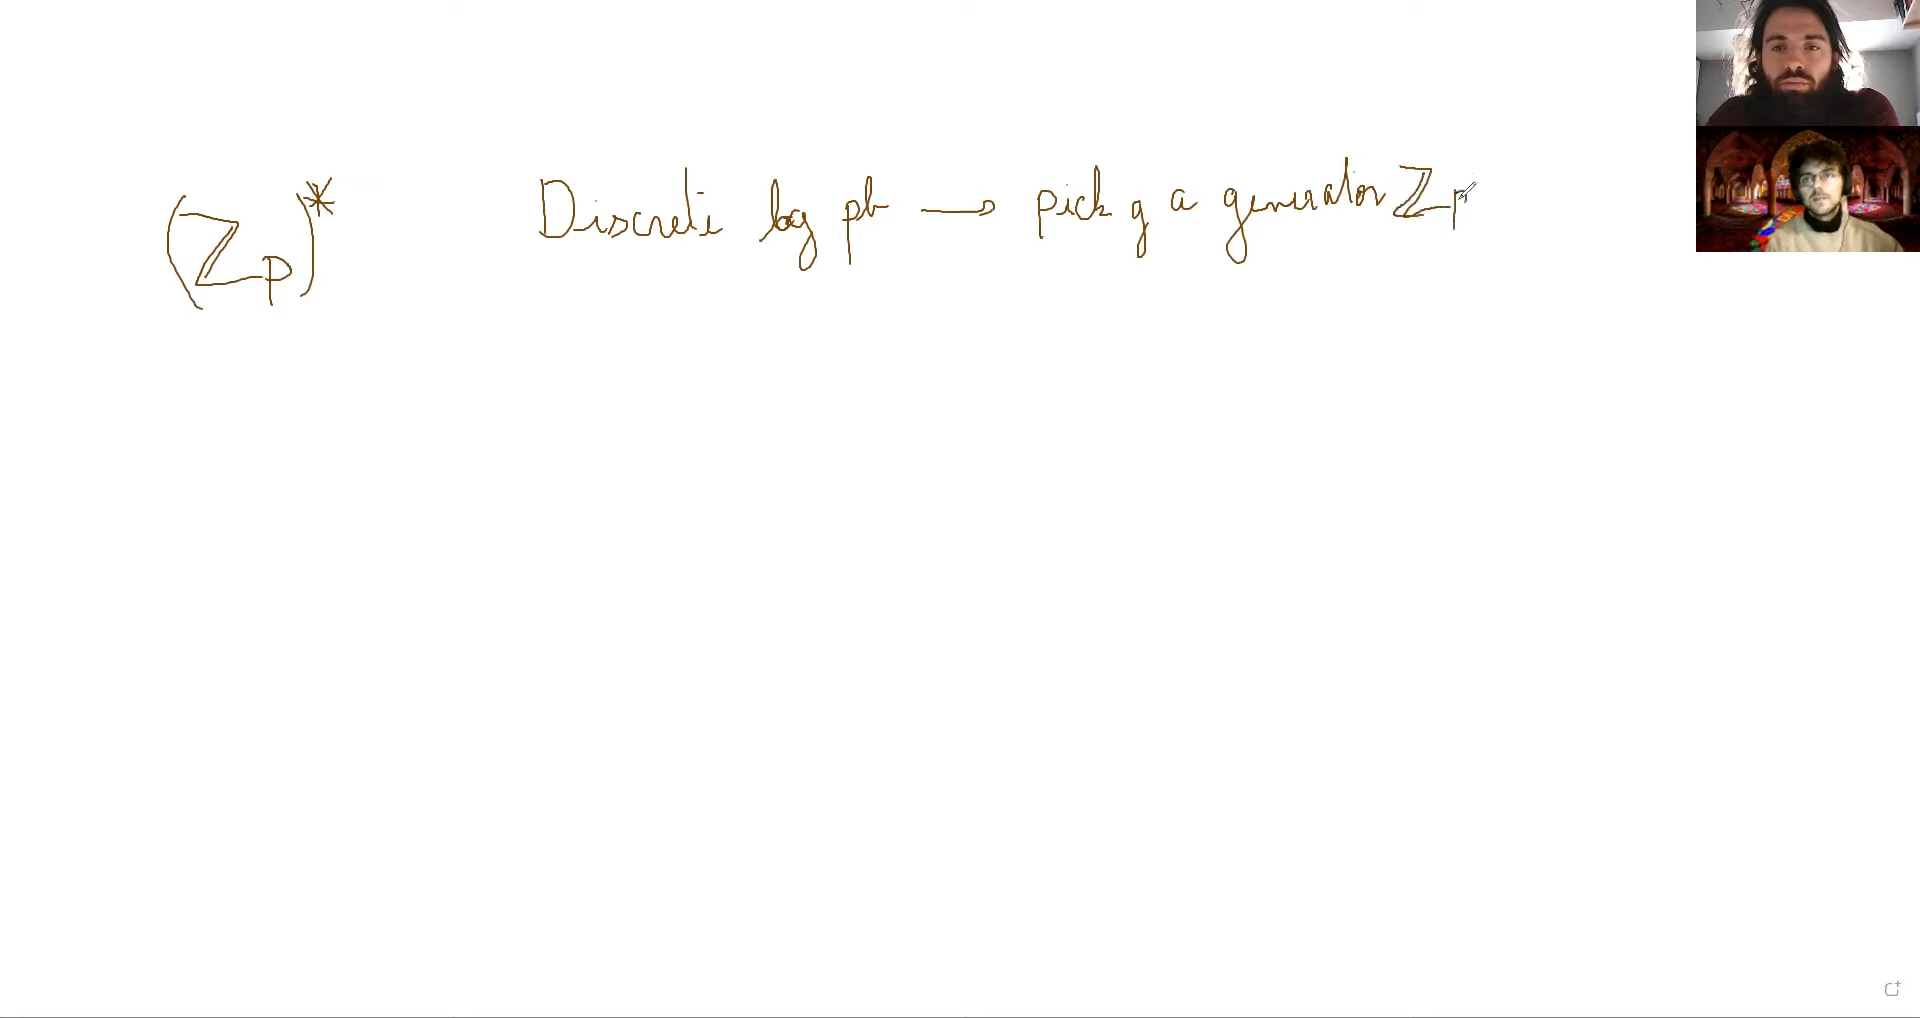 (ℤp)* Discrete log pb → pick g a generator ℤp